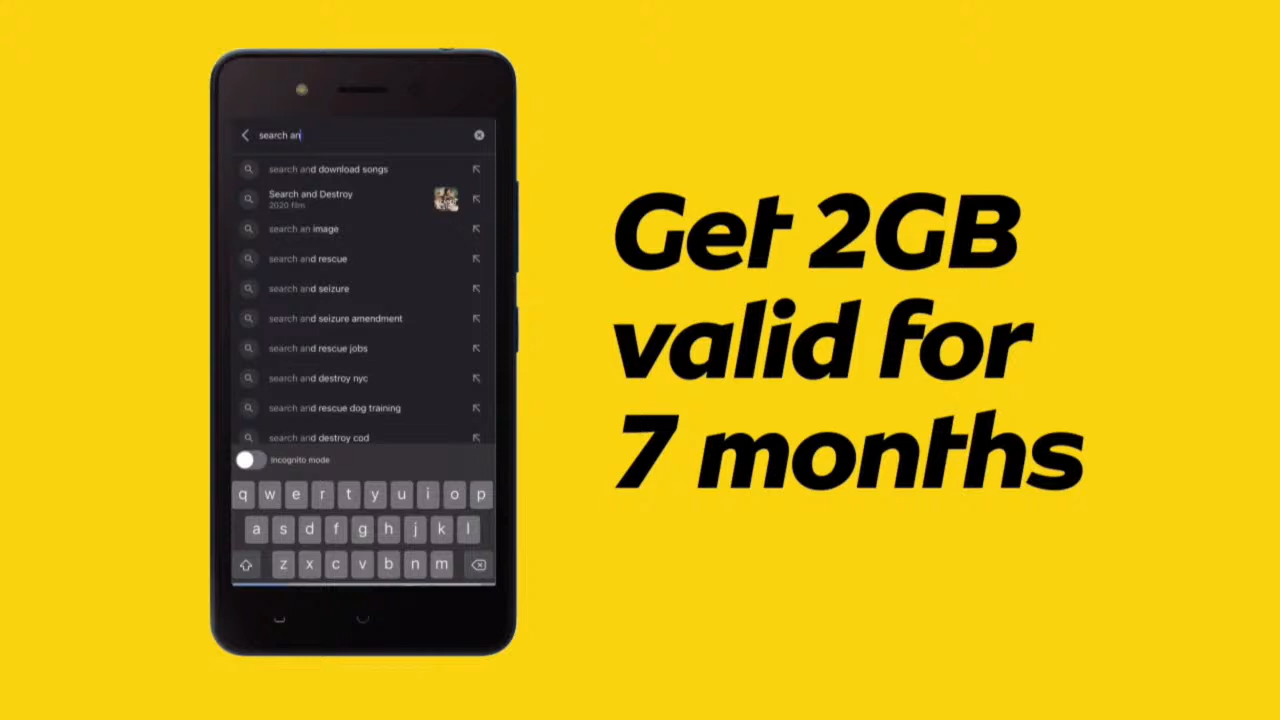 search an
search and download songs
Search and Destroy
2020 film
search an image
search and rescue
search and seizure
search and seizure amendment
search and rescue jobs
search and destroy nyc
search and rescue dog training
search and destroy cod
Incognito mode
q w e r t y u i o p
a s d f g h j k l
z x c v b n m
Get 2GB
valid for
7 months